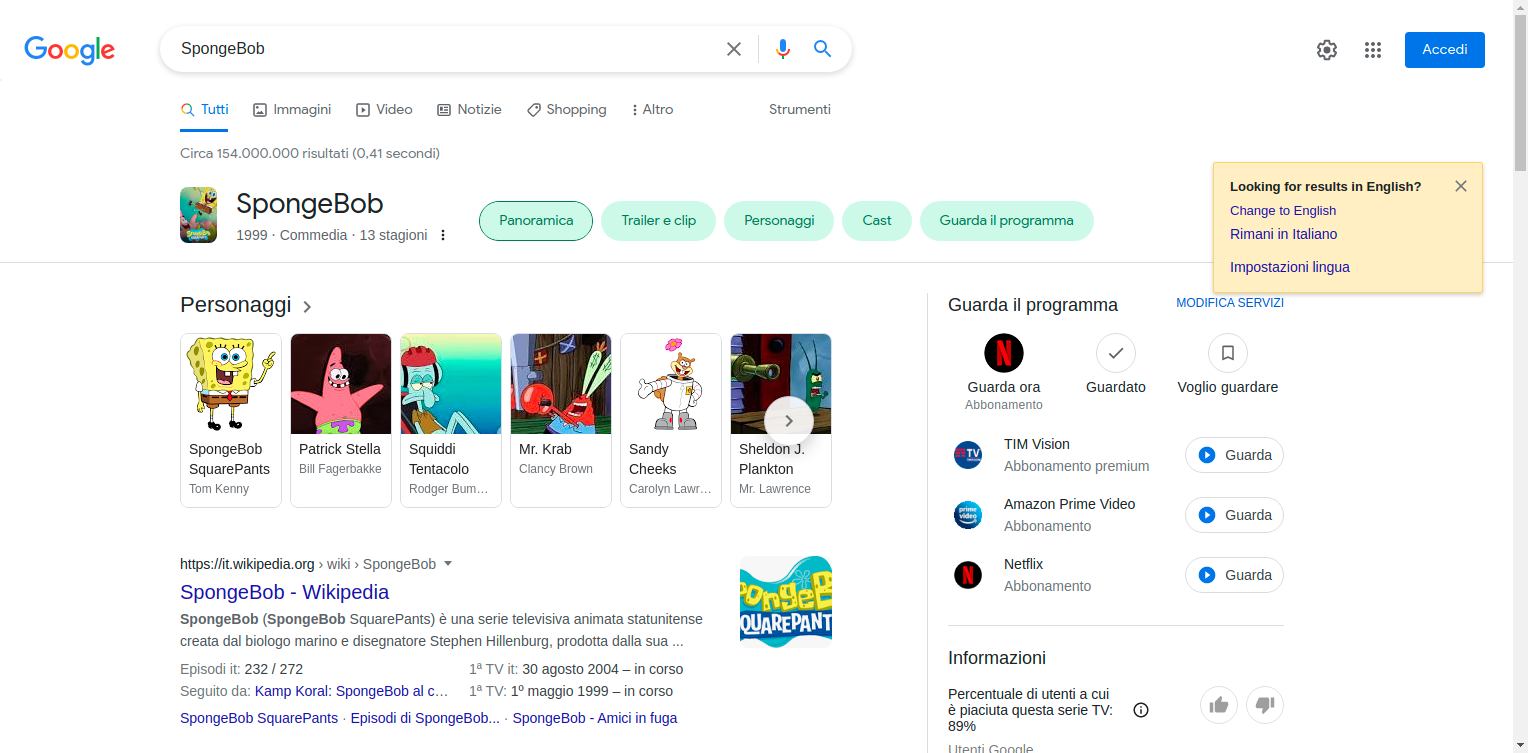 Google
SpongeBob
Accedi
Tutti
Immagini
Video
Notizie
Shopping
Altro
Strumenti
Circa 154.000.000 risultati (0,41 secondi)
SpongeBob
1999 · Commedia · 13 stagioni
Panoramica
Trailer e clip
Personaggi
Cast
Guarda il programma
Looking for results in English?
Change to English
Rimani in Italiano
Impostazioni lingua
Personaggi
SpongeBob
SquarePants
Tom Kenny
Patrick Stella
Bill Fagerbakke
Squiddi
Tentacolo
Rodger Bum…
Mr. Krab
Clancy Brown
Sandy
Cheeks
Carolyn Lawr…
Sheldon J.
Plankton
Mr. Lawrence
https://it.wikipedia.org › wiki › SpongeBob
SpongeBob - Wikipedia
SpongeBob (SpongeBob SquarePants) è una serie televisiva animata statunitense
creata dal biologo marino e disegnatore Stephen Hillenburg, prodotta dalla sua ...
Episodi it: 232 / 272
1ª TV it: 30 agosto 2004 – in corso
Seguito da: Kamp Koral: SpongeBob al c…
1ª TV: 1º maggio 1999 – in corso
SpongeBob SquarePants · Episodi di SpongeBob... · SpongeBob - Amici in fuga
SPONGEB
SQUAREPANT
Guarda il programma
MODIFICA SERVIZI
N
Guarda ora
Abbonamento
Guardato
Voglio guardare
TV
TIM Vision
Abbonamento premium
Guarda
prime
video
Amazon Prime Video
Abbonamento
Guarda
N
Netflix
Abbonamento
Guarda
Informazioni
Percentuale di utenti a cui
è piaciuta questa serie TV:
89%
Utenti Google